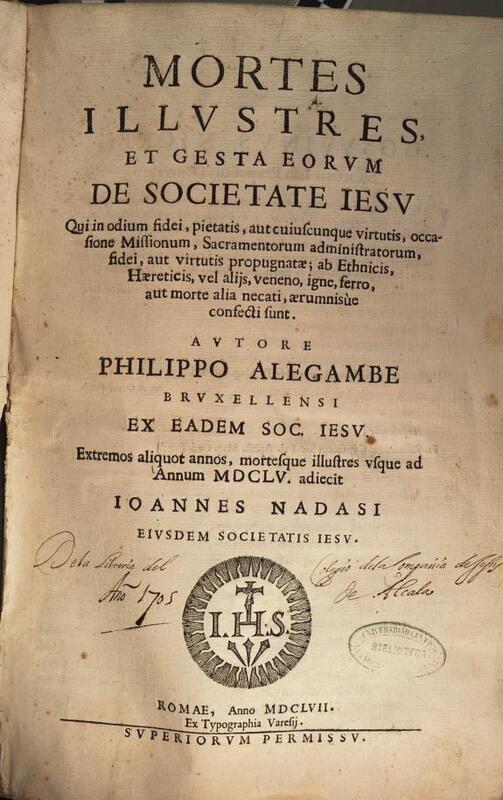 MORTES
ILLVSTRES,
ET GESTA EORVM
DE SOCIETATE IESV
Qui in odium fidei, pietatis, aut cuiuscunque virtutis, occa-
sione Missionum, Sacramentorum administratorum,
fidei, aut virtutis propugnatæ; ab Ethnicis,
Hæreticis, vel alijs, veneno, igne, ferro,
aut morte alia necati, ærumnisùe
confecti sunt.
AVTORE
PHILIPPO ALEGAMBE
BRVXELLENSI
EX EADEM SOC. IESV.
Extremos aliquot annos, mortesque illustres vsque ad
Annum MDCLV. adiecit
IOANNES NADASI
EIVSDEM SOCIETATIS IESV.
De la Libreria del Colegio de la Compañia de Jesus
Año 1705 de Alcala
I.H.S.
BIBLIOTECA
ROMAE, Anno MDCLVII.
Ex Typographia Varesij.
SVPERIORVM PERMISSV.